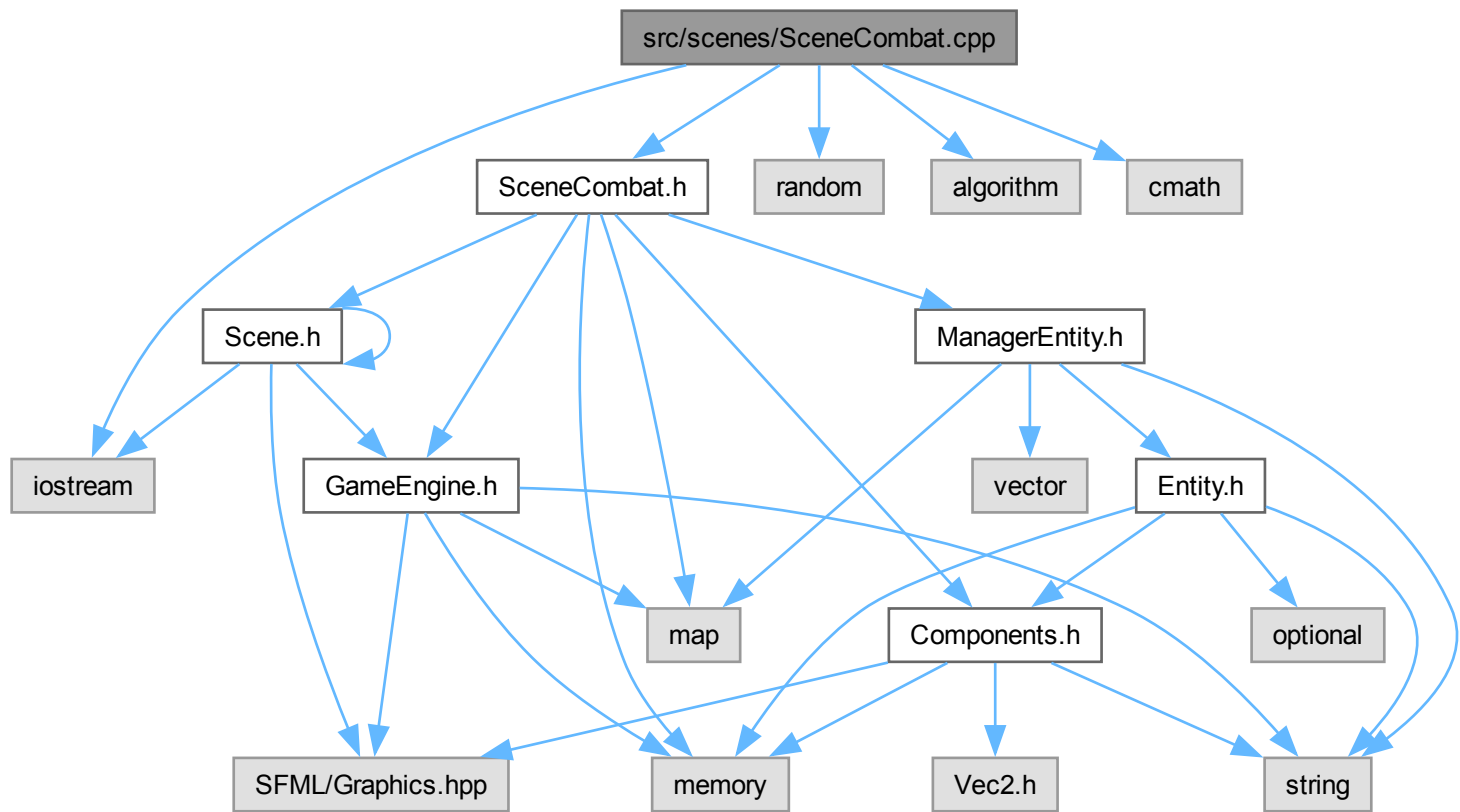 src/scenes/SceneCombat.cpp
SceneCombat.h
random
algorithm
cmath
Scene.h
ManagerEntity.h
iostream
GameEngine.h
vector
Entity.h
map
Components.h
optional
SFML/Graphics.hpp
memory
Vec2.h
string